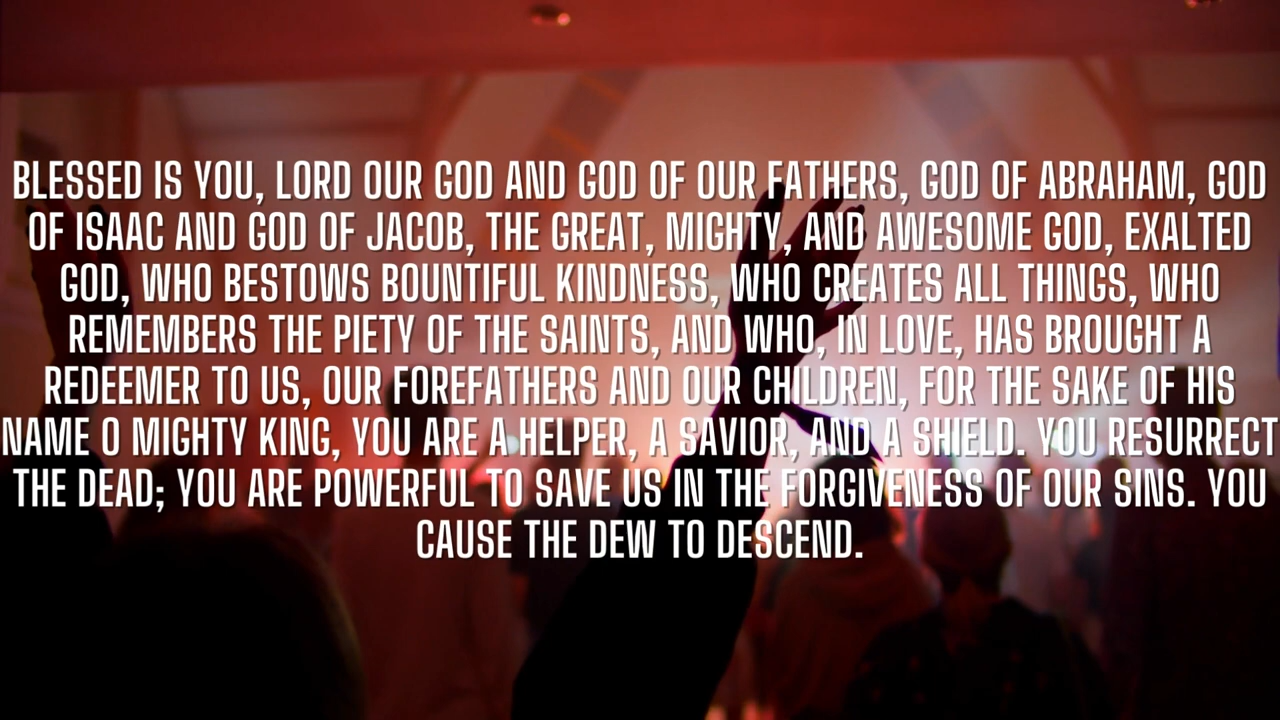 BLESSED IS YOU, LORD OUR GOD AND GOD OF OUR FATHERS, GOD OF ABRAHAM, GOD
OF ISAAC AND GOD OF JACOB, THE GREAT, MIGHTY, AND AWESOME GOD, EXALTED
GOD, WHO BESTOWS BOUNTIFUL KINDNESS, WHO CREATES ALL THINGS, WHO
REMEMBERS THE PIETY OF THE SAINTS, AND WHO, IN LOVE, HAS BROUGHT A
REDEEMER TO US, OUR FOREFATHERS AND OUR CHILDREN, FOR THE SAKE OF HIS
NAME O MIGHTY KING, YOU ARE A HELPER, A SAVIOR, AND A SHIELD. YOU RESURRECT
THE DEAD; YOU ARE POWERFUL TO SAVE US IN THE FORGIVENESS OF OUR SINS. YOU
CAUSE THE DEW TO DESCEND.